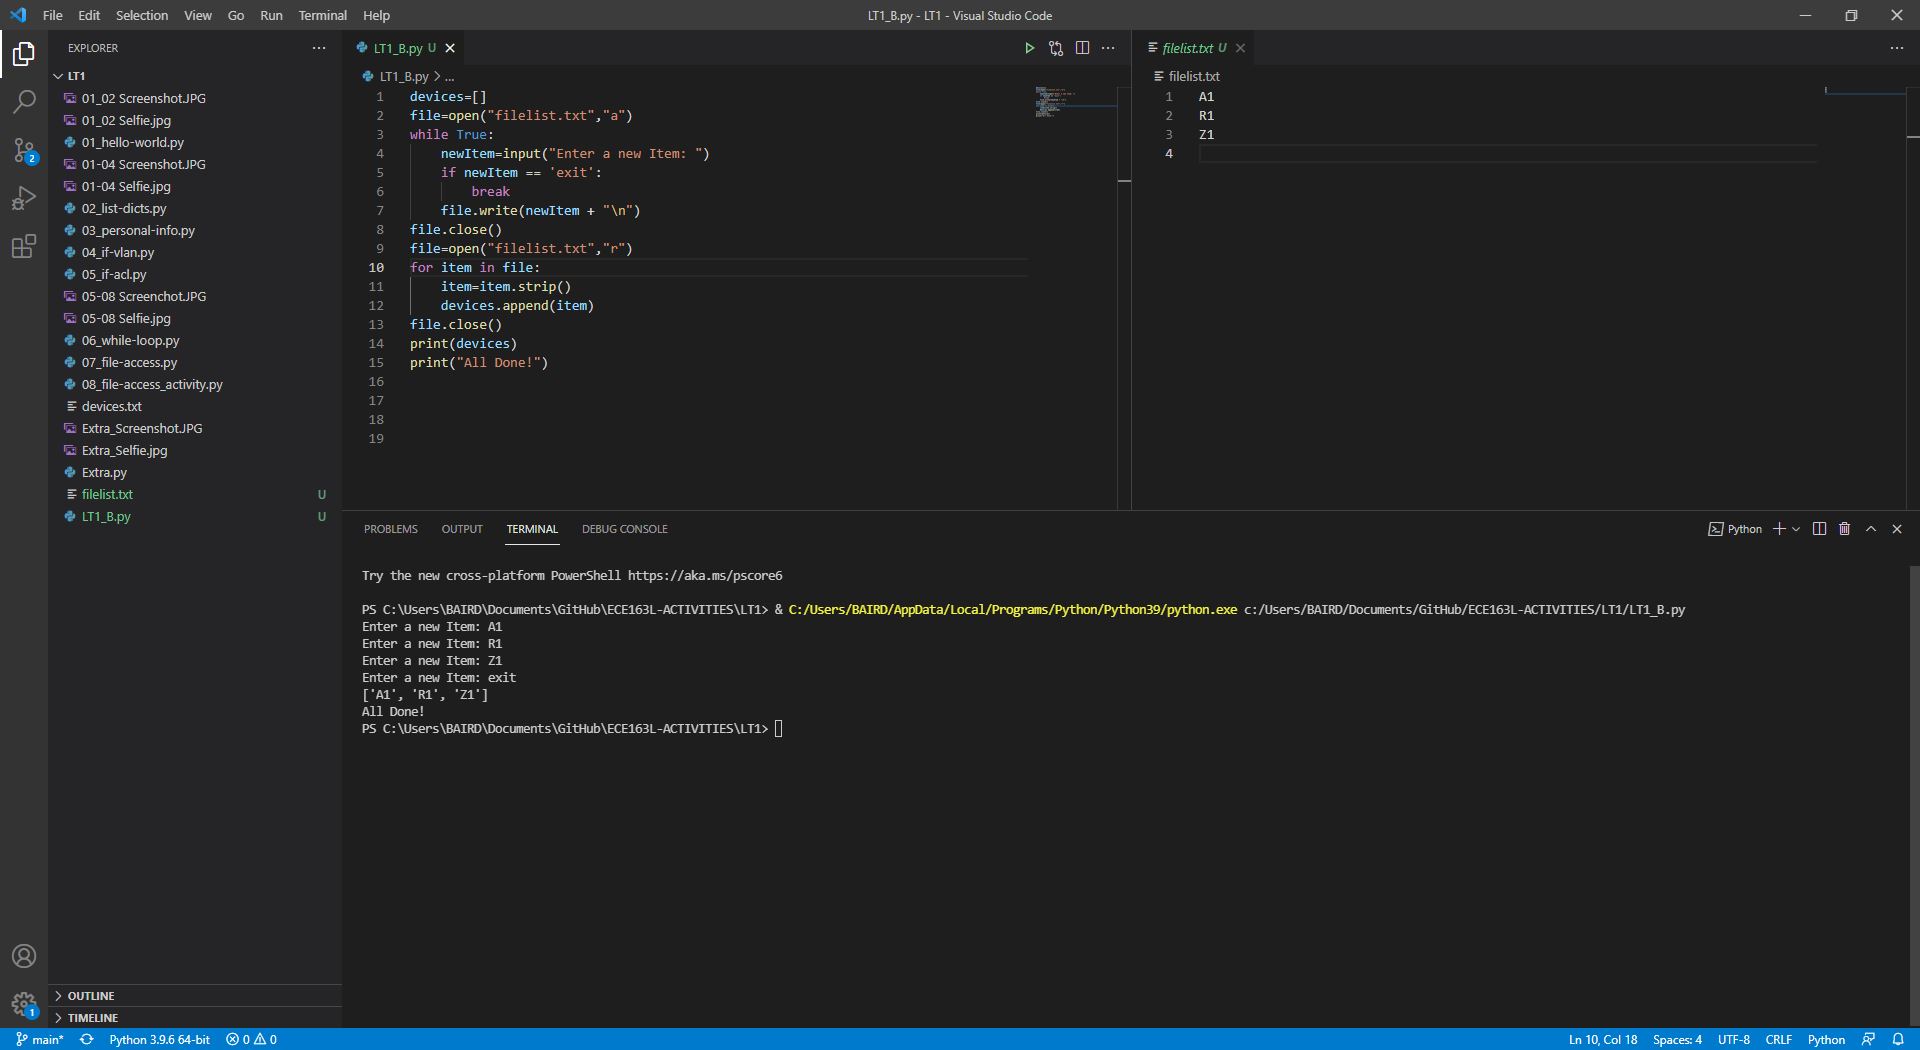 File Edit Selection View Go Run Terminal Help
LT1_B.py - LT1 - Visual Studio Code
EXPLORER
LT1
01_02 Screenshot.JPG
01_02 Selfie.jpg
01_hello-world.py
01-04 Screenshot.JPG
01-04 Selfie.jpg
02_list-dicts.py
03_personal-info.py
04_if-vlan.py
05_if-acl.py
05-08 Screenchot.JPG
05-08 Selfie.jpg
06_while-loop.py
07_file-access.py
08_file-access_activity.py
devices.txt
Extra_Screenshot.JPG
Extra_Selfie.jpg
Extra.py
filelist.txt U
LT1_B.py U
OUTLINE
TIMELINE
2
1
LT1_B.py U
LT1_B.py > ...
1 devices=[]
2 file=open("filelist.txt","a")
3 while True:
4 newItem=input("Enter a new Item: ")
5 if newItem == 'exit':
6 break
7 file.write(newItem + "\n")
8 file.close()
9 file=open("filelist.txt","r")
10 for item in file:
11 item=item.strip()
12 devices.append(item)
13 file.close()
14 print(devices)
15 print("All Done!")
16
17
18
19
filelist.txt U
filelist.txt
1 A1
2 R1
3 Z1
4
PROBLEMS OUTPUT TERMINAL DEBUG CONSOLE
Python
Try the new cross-platform PowerShell https://aka.ms/pscore6
PS C:\Users\BAIRD\Documents\GitHub\ECE163L-ACTIVITIES\LT1> & C:/Users/BAIRD/AppData/Local/Programs/Python/Python39/python.exe c:/Users/BAIRD/Documents/GitHub/ECE163L-ACTIVITIES/LT1/LT1_B.py
Enter a new Item: A1
Enter a new Item: R1
Enter a new Item: Z1
Enter a new Item: exit
['A1', 'R1', 'Z1']
All Done!
PS C:\Users\BAIRD\Documents\GitHub\ECE163L-ACTIVITIES\LT1>
main* Python 3.9.6 64-bit 0 0
Ln 10, Col 18 Spaces: 4 UTF-8 CRLF Python